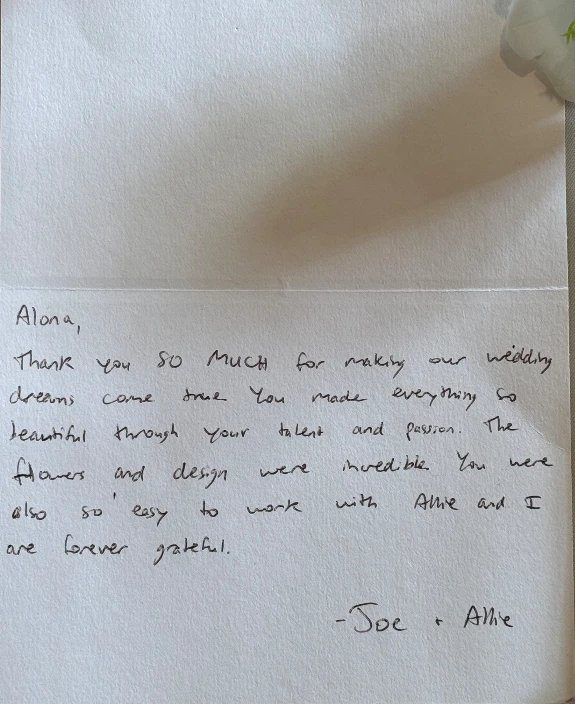 Alona,
Thank you SO MUCH for making our wedding
dreams come true You made everything so
beautiful through your talent and passion. The
flowers and design were incredible. You were
also so easy to work with Allie and I
are forever grateful.
- Joe + Allie